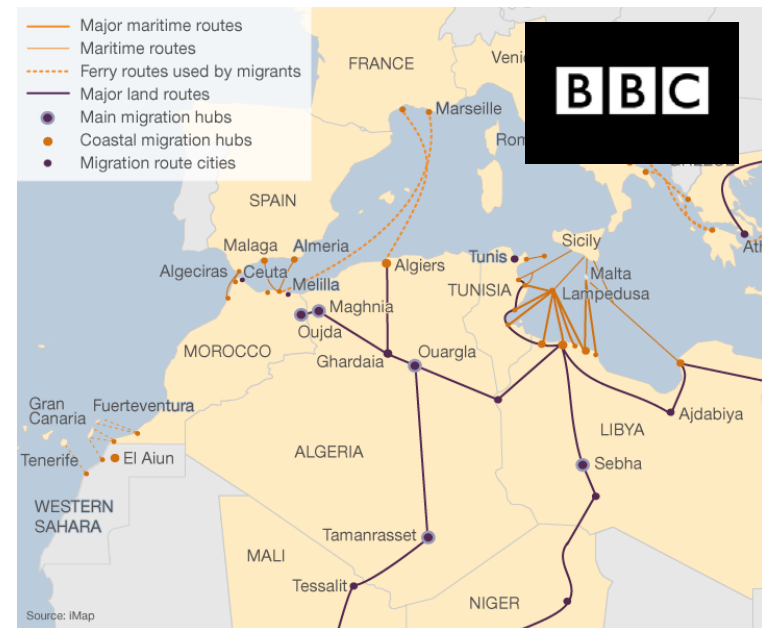 Major maritime routes
Maritime routes
Ferry routes used by migrants
Major land routes
Main migration hubs
Coastal migration hubs
Migration route cities
BBC
FRANCE
Veni
Marseille
Rom
SPAIN
Malaga
Almeria
Algeciras
Ceuta
Melilla
Algiers
Tunis
Sicily
Ath
Malta
TUNISIA
Lampedusa
Maghnia
Oujda
MOROCCO
Ghardaia
Ouargla
Gran
Canaria
Fuerteventura
Ajdabiya
LIBYA
ALGERIA
Tenerife
El Aiun
Sebha
WESTERN
SAHARA
Tamanrasset
MALI
Tessalit
NIGER
Source: iMap